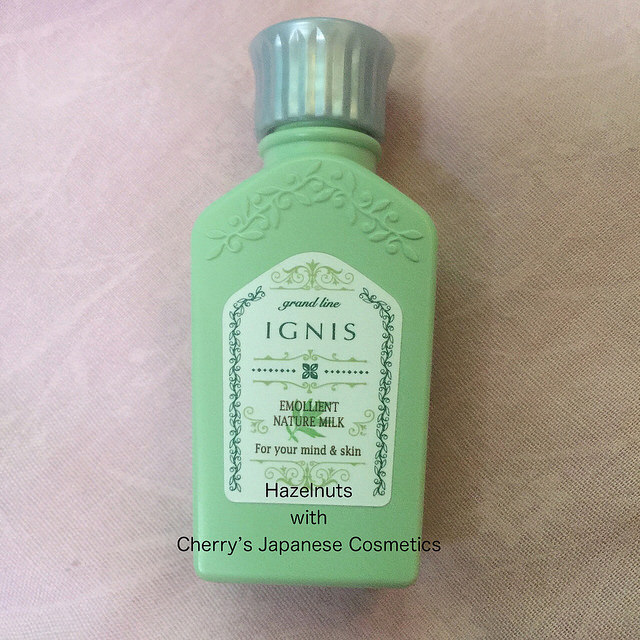 grand line
IGNIS
EMOLLIENT
NATURE MILK
For your mind & skin
Hazelnuts
with
Cherry’s Japanese Cosmetics